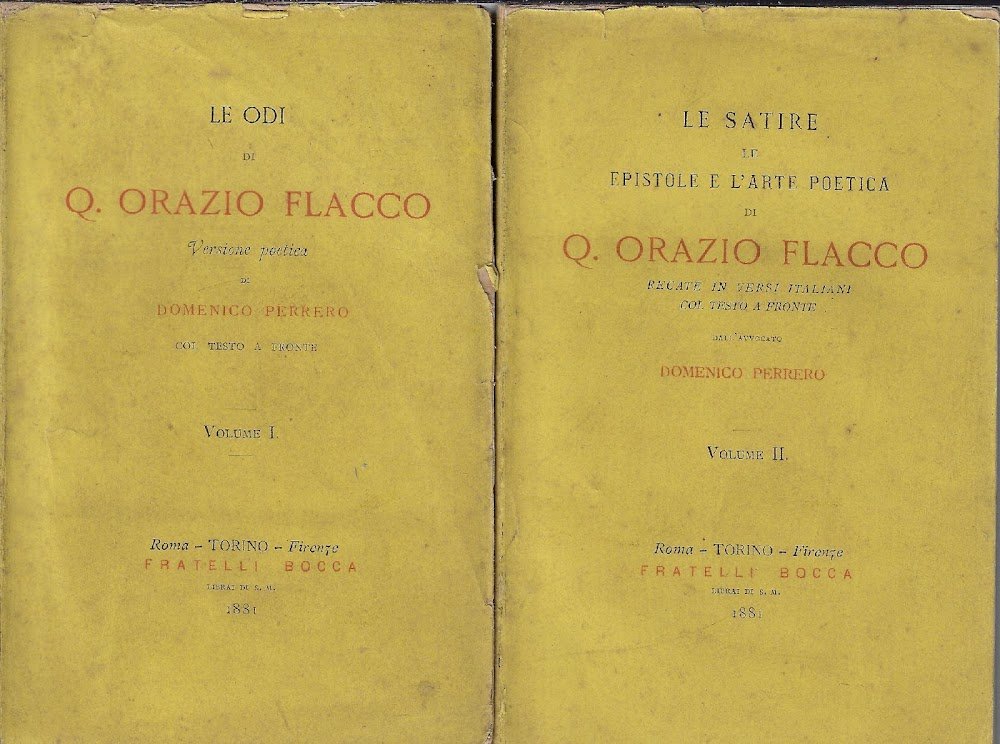 LE ODI
DI
Q. ORAZIO FLACCO
Versione poetica
DI
DOMENICO PERRERO
COL TESTO A FRONTE
VOLUME I.
Roma – TORINO – Firenze
FRATELLI BOCCA
LIBRAI DI S. M.
1881
LE SATIRE
LE
EPISTOLE E L'ARTE POETICA
DI
Q. ORAZIO FLACCO
RECATE IN VERSI ITALIANI
COL TESTO A FRONTE
DALL'AVVOCATO
DOMENICO PERRERO
VOLUME II.
Roma – TORINO – Firenze
FRATELLI BOCCA
LIBRAI DI S. M.
1881